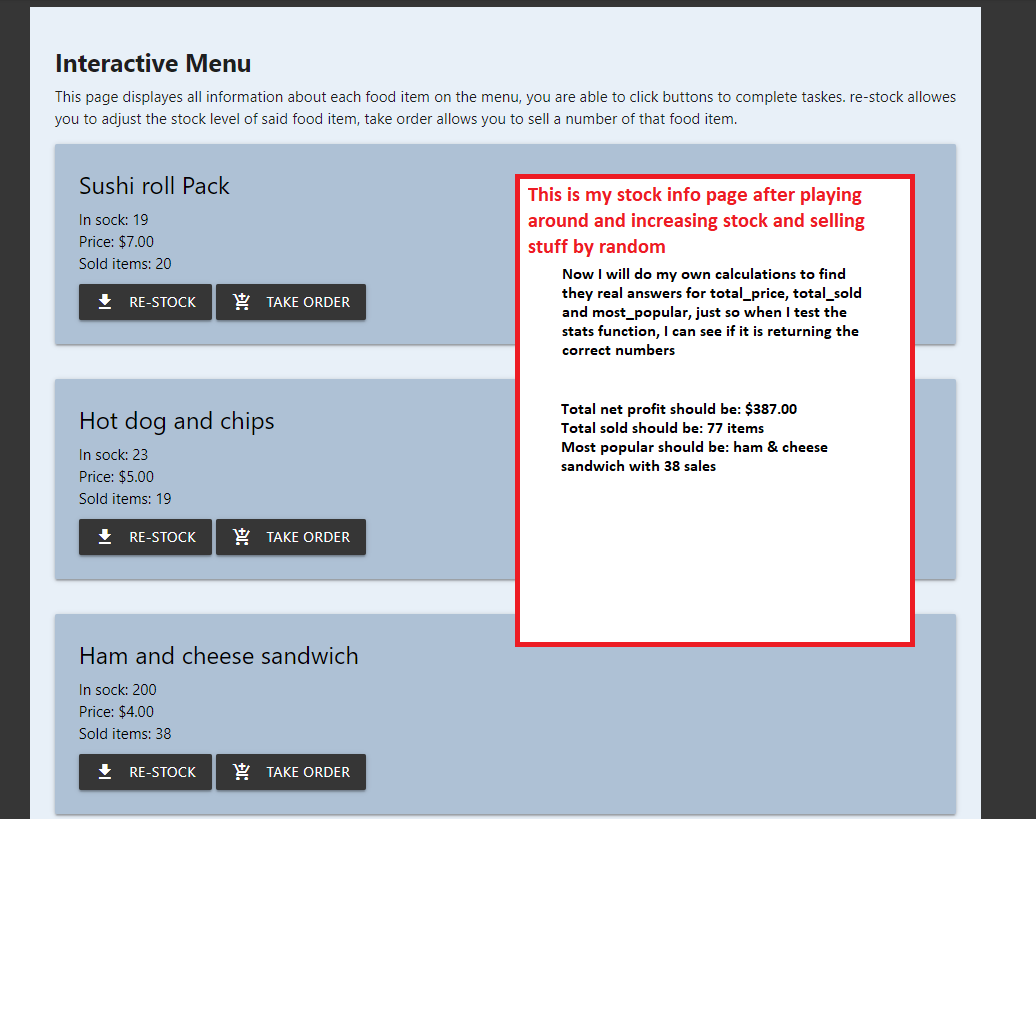 Interactive Menu
This page displayes all information about each food item on the menu, you are able to click buttons to complete taskes. re-stock allowes
you to adjust the stock level of said food item, take order allows you to sell a number of that food item.
Sushi roll Pack
In sock: 19
Price: $7.00
Sold items: 20
RE-STOCK TAKE ORDER
This is my stock info page after playing
around and increasing stock and selling
stuff by random
Now I will do my own calculations to find
they real answers for total_price, total_sold
and most_popular, just so when I test the
stats function, I can see if it is returning the
correct numbers
Total net profit should be: $387.00
Total sold should be: 77 items
Most popular should be: ham & cheese
sandwich with 38 sales
Hot dog and chips
In sock: 23
Price: $5.00
Sold items: 19
RE-STOCK TAKE ORDER
Ham and cheese sandwich
In sock: 200
Price: $4.00
Sold items: 38
RE-STOCK TAKE ORDER